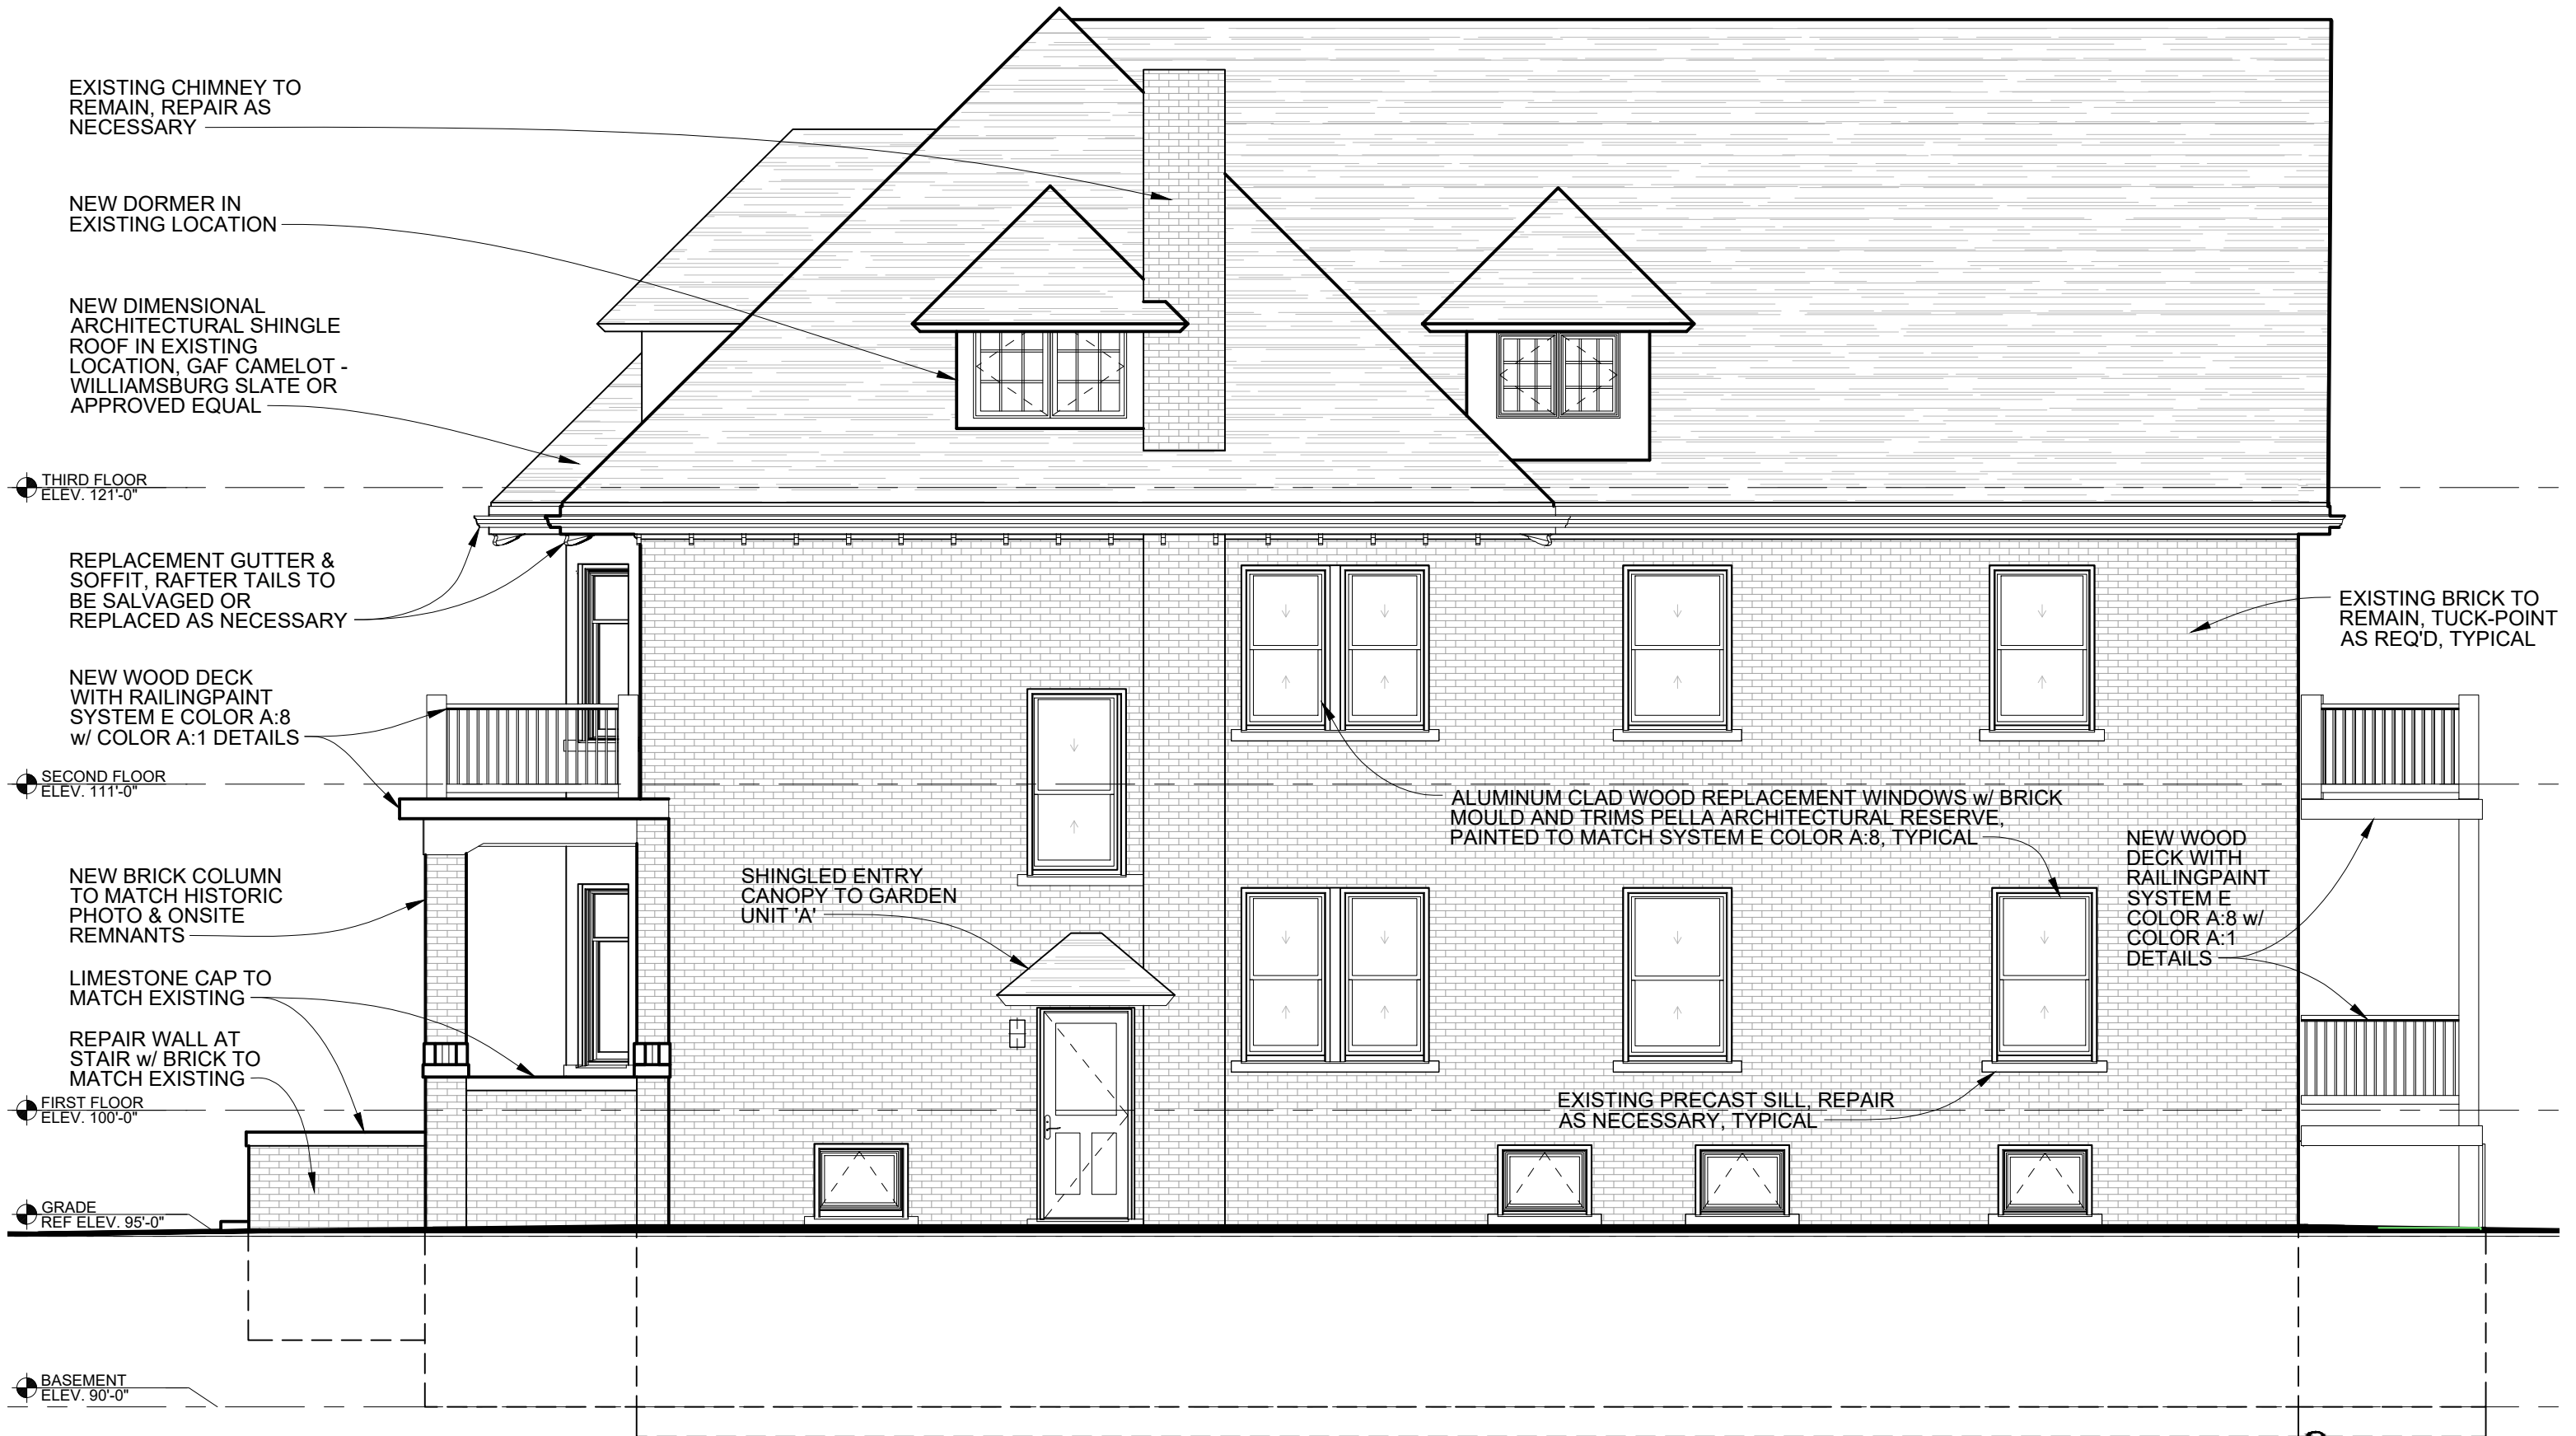 EXISTING CHIMNEY TO
REMAIN, REPAIR AS
NECESSARY
NEW DORMER IN
EXISTING LOCATION
NEW DIMENSIONAL
ARCHITECTURAL SHINGLE
ROOF IN EXISTING
LOCATION, GAF CAMELOT -
WILLIAMSBURG SLATE OR
APPROVED EQUAL
THIRD FLOOR
ELEV. 121'-0"
REPLACEMENT GUTTER &
SOFFIT, RAFTER TAILS TO
BE SALVAGED OR
REPLACED AS NECESSARY
EXISTING BRICK TO
REMAIN, TUCK-POINT
AS REQ'D, TYPICAL
NEW WOOD DECK
WITH RAILINGPAINT
SYSTEM E COLOR A:8
w/ COLOR A:1 DETAILS
SECOND FLOOR
ELEV. 111'-0"
ALUMINUM CLAD WOOD REPLACEMENT WINDOWS w/ BRICK
MOULD AND TRIMS PELLA ARCHITECTURAL RESERVE,
PAINTED TO MATCH SYSTEM E COLOR A:8, TYPICAL
NEW WOOD
DECK WITH
RAILINGPAINT
SYSTEM E
COLOR A:8 w/
COLOR A:1
DETAILS
NEW BRICK COLUMN
TO MATCH HISTORIC
PHOTO & ONSITE
REMNANTS
SHINGLED ENTRY
CANOPY TO GARDEN
UNIT 'A'
LIMESTONE CAP TO
MATCH EXISTING
REPAIR WALL AT
STAIR w/ BRICK TO
MATCH EXISTING
FIRST FLOOR
ELEV. 100'-0"
EXISTING PRECAST SILL, REPAIR
AS NECESSARY, TYPICAL
GRADE
REF ELEV. 95'-0"
BASEMENT
ELEV. 90'-0"